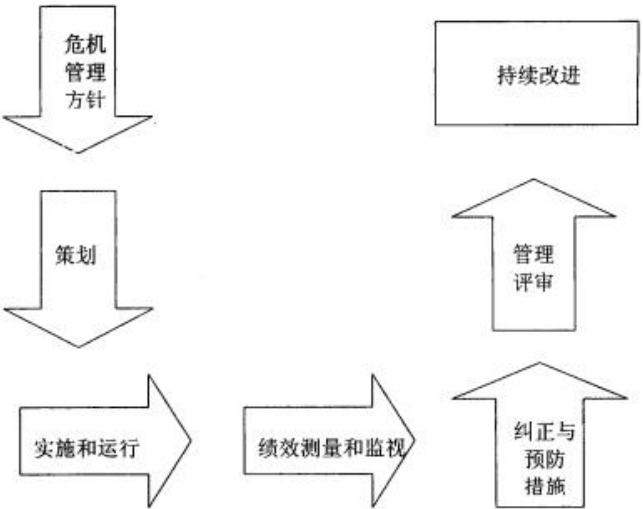 危机
管理
方针
持续改进
策划
管理
评审
实施和运行
绩效测量和监视
纠正与
预防
措施